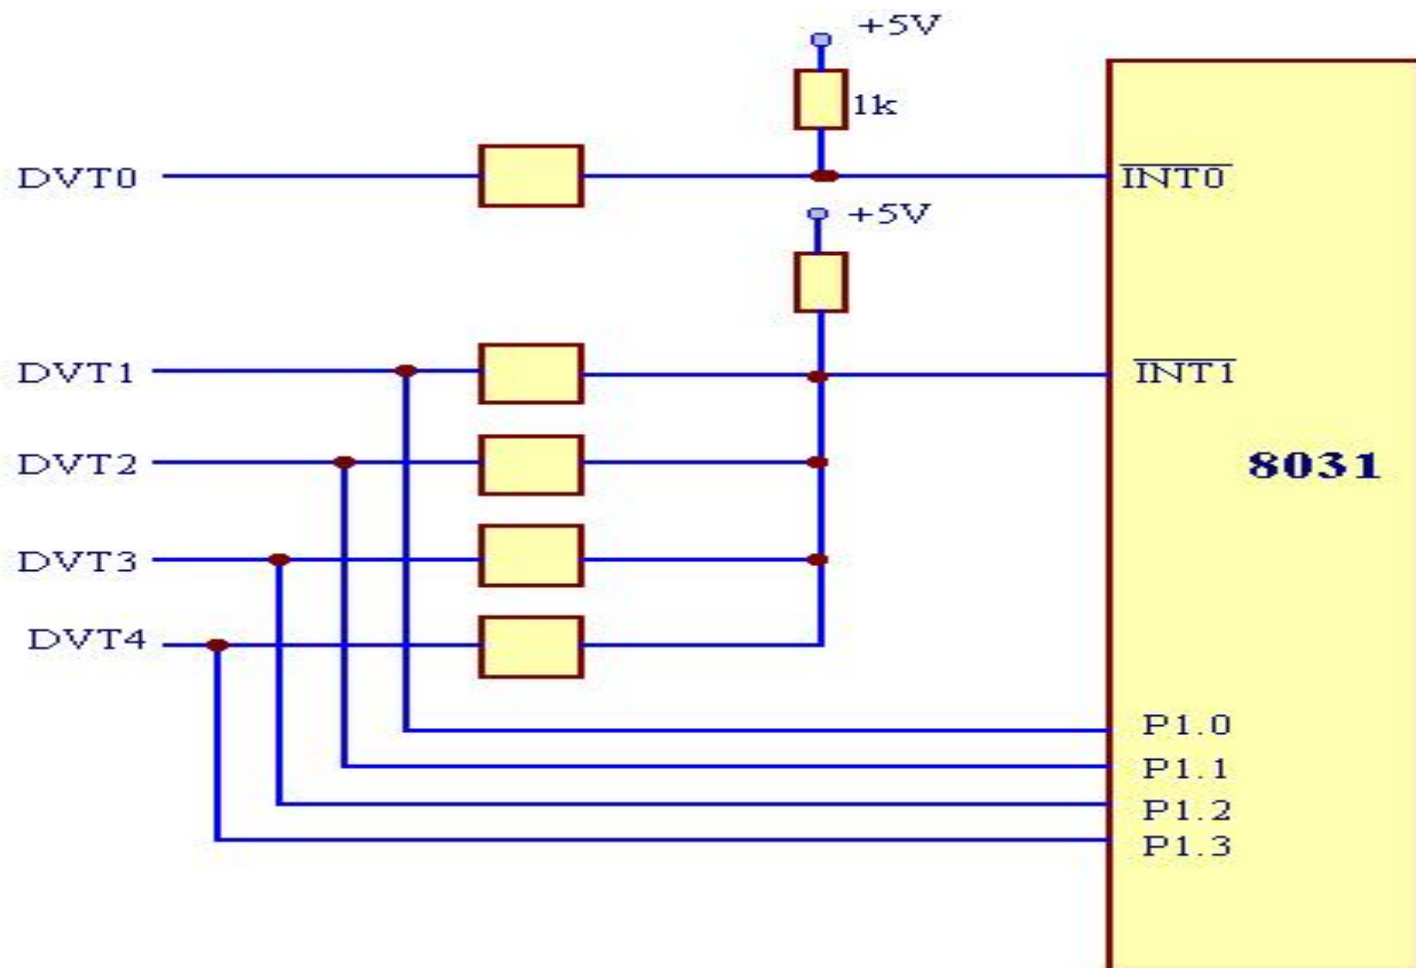 +5V
1k
DVT0
INT0
+5V
DVT1
INT1
DVT2
8031
DVT3
DVT4
P1.0
P1.1
P1.2
P1.3